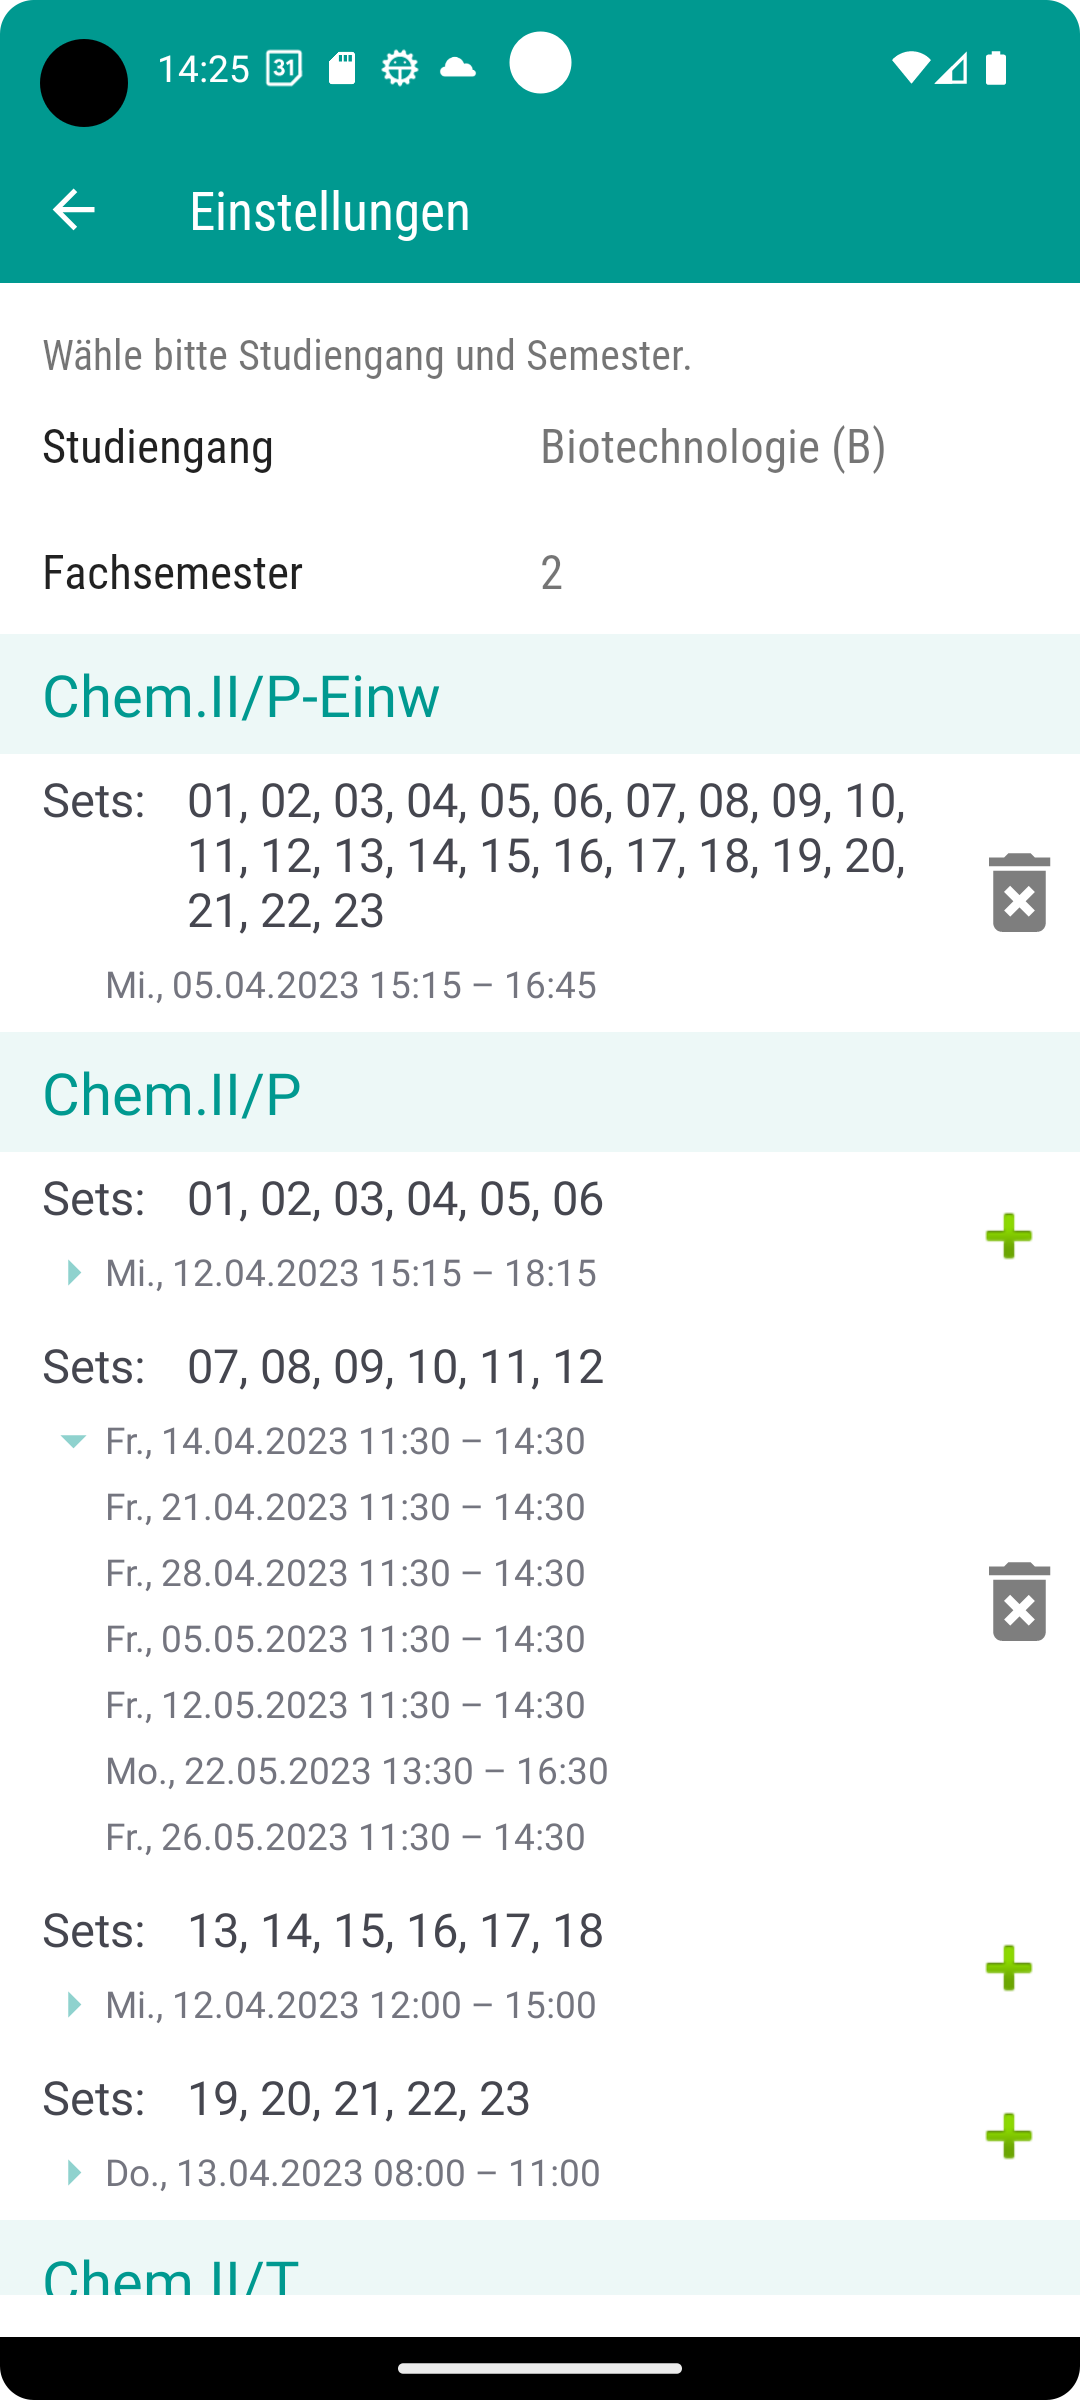 14:25
31
Einstellungen
Wähle bitte Studiengang und Semester.
Studiengang Biotechnologie (B)
Fachsemester 2
Chem.II/P-Einw
Sets: 01, 02, 03, 04, 05, 06, 07, 08, 09, 10,
11, 12, 13, 14, 15, 16, 17, 18, 19, 20,
21, 22, 23
Mi., 05.04.2023 15:15 – 16:45
Chem.II/P
Sets: 01, 02, 03, 04, 05, 06
Mi., 12.04.2023 15:15 – 18:15
Sets: 07, 08, 09, 10, 11, 12
Fr., 14.04.2023 11:30 – 14:30
Fr., 21.04.2023 11:30 – 14:30
Fr., 28.04.2023 11:30 – 14:30
Fr., 05.05.2023 11:30 – 14:30
Fr., 12.05.2023 11:30 – 14:30
Mo., 22.05.2023 13:30 – 16:30
Fr., 26.05.2023 11:30 – 14:30
Sets: 13, 14, 15, 16, 17, 18
Mi., 12.04.2023 12:00 – 15:00
Sets: 19, 20, 21, 22, 23
Do., 13.04.2023 08:00 – 11:00
Chem.II/T